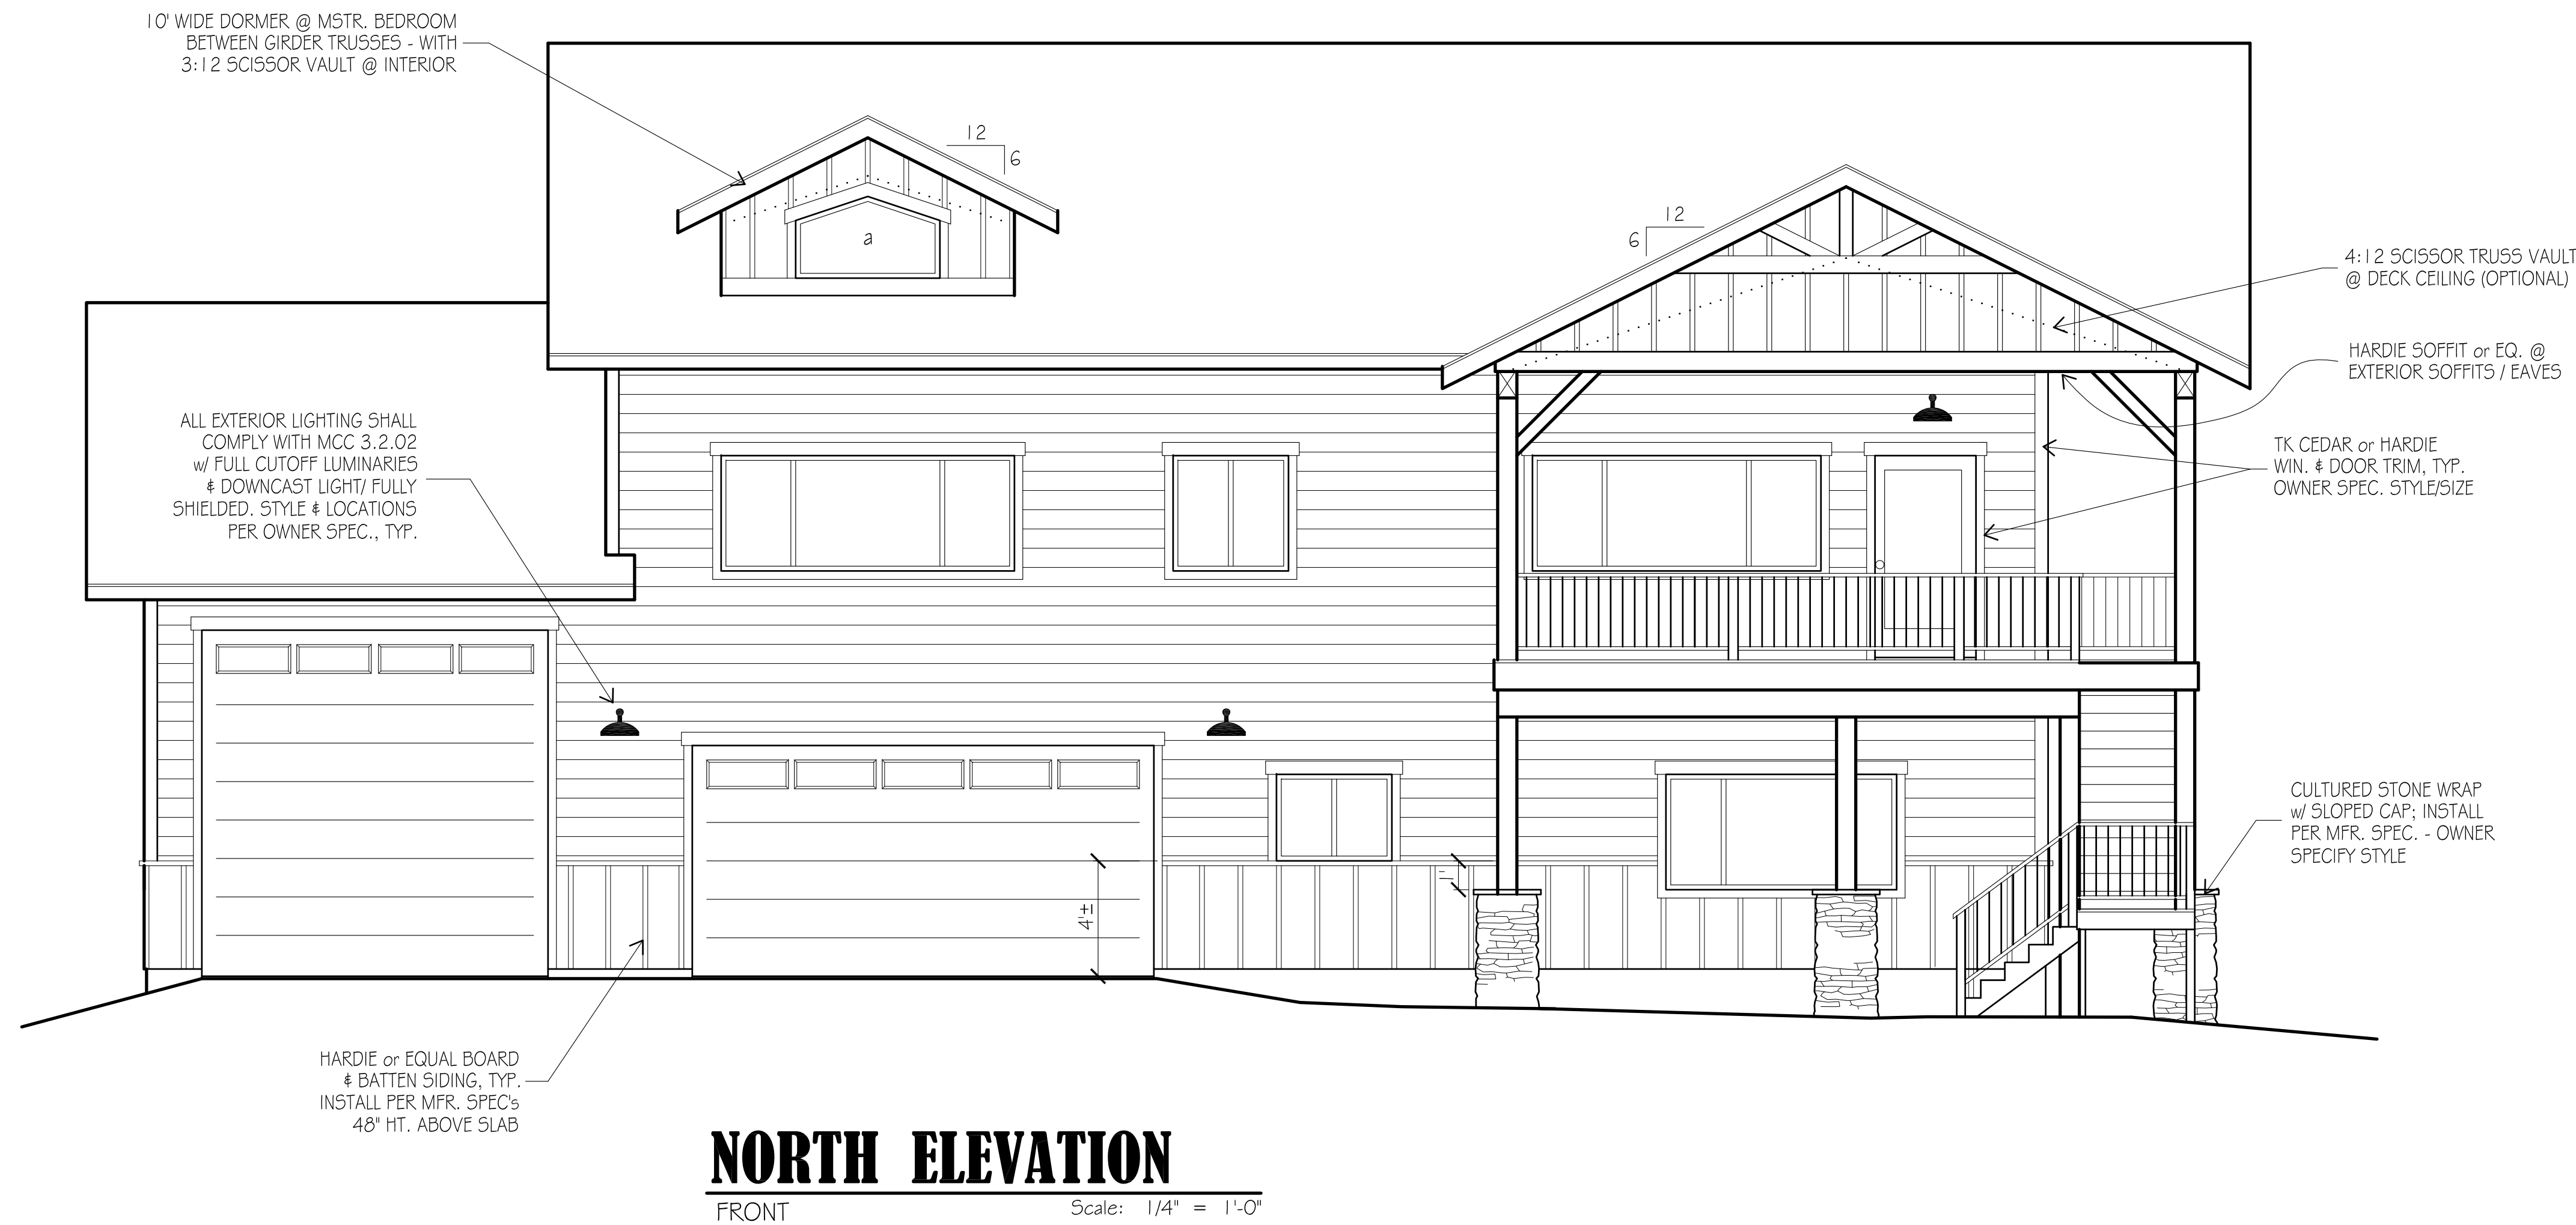 10' WIDE DORMER @ MSTR. BEDROOM
BETWEEN GIRDER TRUSSES - WITH
3:12 SCISSOR VAULT @ INTERIOR
12
6
a
12
6
4:12 SCISSOR TRUSS VAULT
@ DECK CEILING (OPTIONAL)
HARDIE SOFFIT or EQ. @
EXTERIOR SOFFITS / EAVES
ALL EXTERIOR LIGHTING SHALL
COMPLY WITH MCC 3.2.02
w/ FULL CUTOFF LUMINARIES
& DOWNCAST LIGHT/ FULLY
SHIELDED. STYLE & LOCATIONS
PER OWNER SPEC., TYP.
TK CEDAR or HARDIE
WIN. & DOOR TRIM, TYP.
OWNER SPEC. STYLE/SIZE
CULTURED STONE WRAP
w/ SLOPED CAP; INSTALL
PER MFR. SPEC. - OWNER
SPECIFY STYLE
1'
4'±
HARDIE or EQUAL BOARD
& BATTEN SIDING, TYP.
INSTALL PER MFR. SPEC's
48" HT. ABOVE SLAB
NORTH ELEVATION
FRONT
Scale: 1/4" = 1'-0"